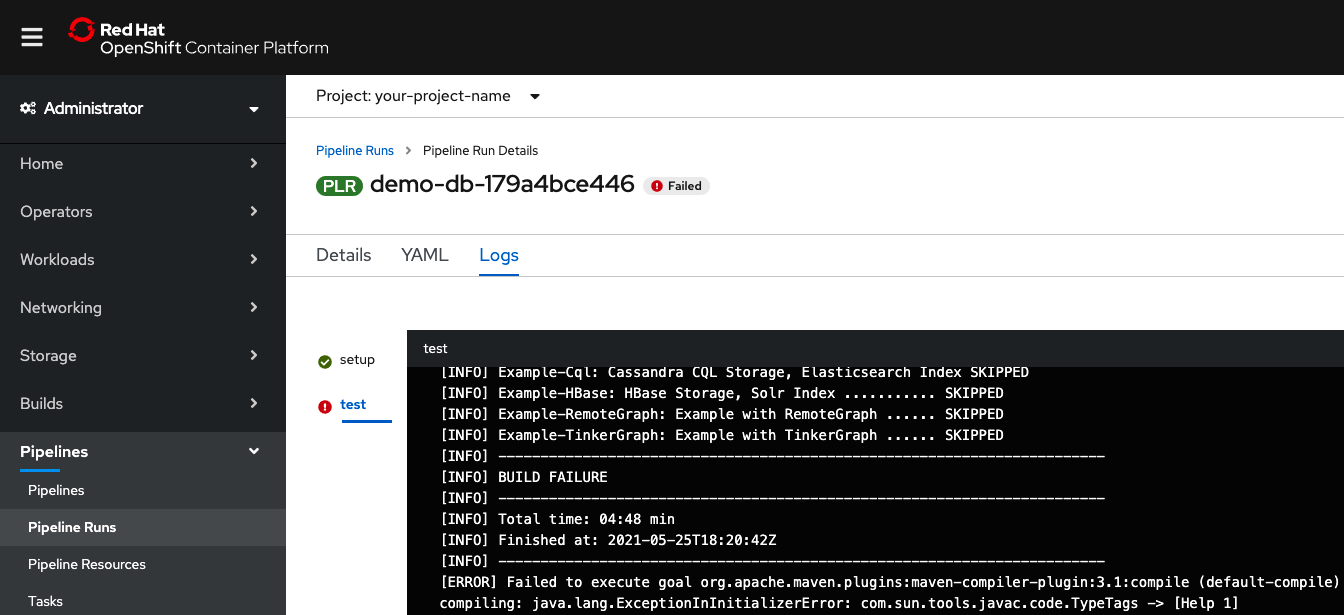 Red Hat
OpenShift Container Platform
Administrator
Home
Operators
Workloads
Networking
Storage
Builds
Pipelines
Pipelines
Pipeline Runs
Pipeline Resources
Tasks
Project: your-project-name
Pipeline Runs > Pipeline Run Details
PLR demo-db-179a4bce446 Failed
Details YAML Logs
setup
test
test
[INFO] Example-Cql: Cassandra CQL Storage, Elasticsearch Index SKIPPED
[INFO] Example-HBase: HBase Storage, Solr Index ........... SKIPPED
[INFO] Example-RemoteGraph: Example with RemoteGraph ...... SKIPPED
[INFO] Example-TinkerGraph: Example with TinkerGraph ...... SKIPPED
[INFO] ------------------------------------------------------------------------
[INFO] BUILD FAILURE
[INFO] ------------------------------------------------------------------------
[INFO] Total time: 04:48 min
[INFO] Finished at: 2021-05-25T18:20:42Z
[INFO] ------------------------------------------------------------------------
[ERROR] Failed to execute goal org.apache.maven.plugins:maven-compiler-plugin:3.1:compile (default-compile)
compiling: java.lang.ExceptionInInitializerError: com.sun.tools.javac.code.TypeTags -> [Help 1]